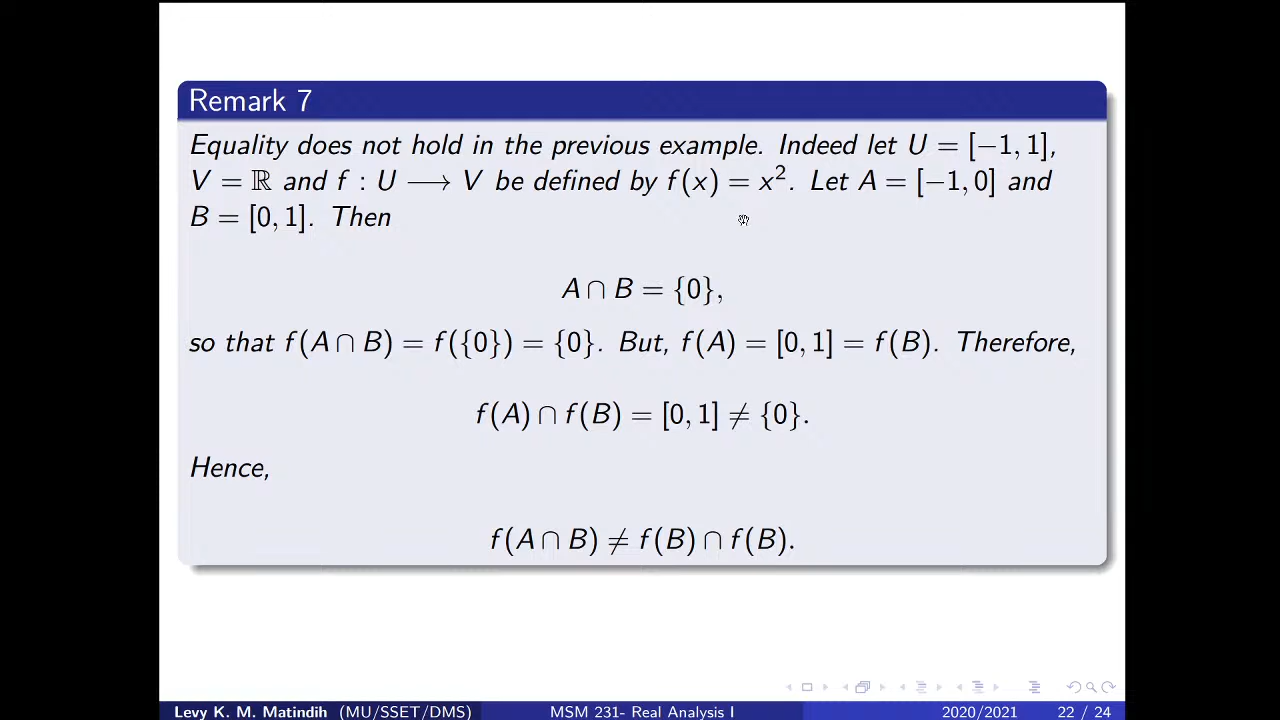 Remark 7
Equality does not hold in the previous example. Indeed let U = [−1, 1],
V = ℝ and f : U ⟶ V be defined by f(x) = x². Let A = [−1, 0] and
B = [0, 1]. Then
A ∩ B = {0},
so that f(A ∩ B) = f({0}) = {0}. But, f(A) = [0, 1] = f(B). Therefore,
f(A) ∩ f(B) = [0, 1] ≠ {0}.
Hence,
f(A ∩ B) ≠ f(B) ∩ f(B).
Levy K. M. Matindih (MU/SSET/DMS) MSM 231- Real Analysis I 2020/2021 22 / 24